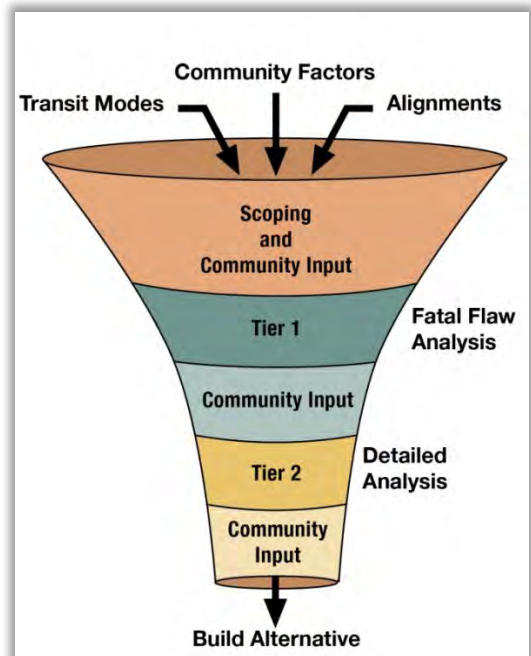 Community Factors
Transit Modes
Alignments
Scoping
and
Community Input
Tier 1
Fatal Flaw
Analysis
Community Input
Tier 2
Detailed
Analysis
Community
Input
Build Alternative